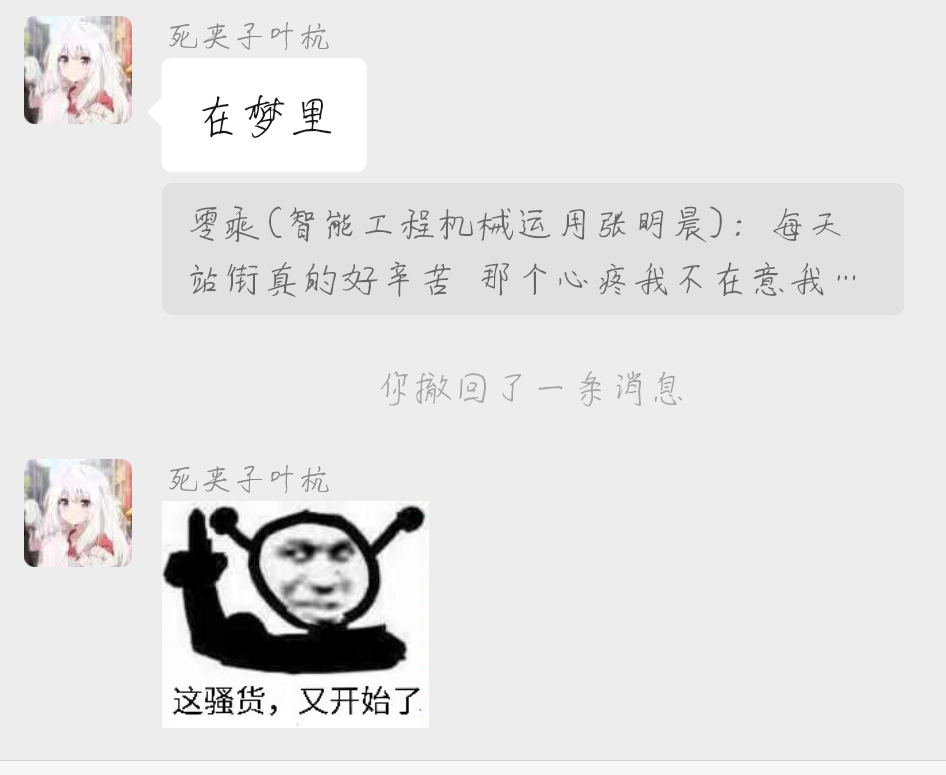 死夹子叶杭
在梦里
零乘(智能工程机械运用张明晨)：每天
站街真的好辛苦 那个心疼我不在意我…
你撤回了一条消息
死夹子叶杭
这骚货，又开始了